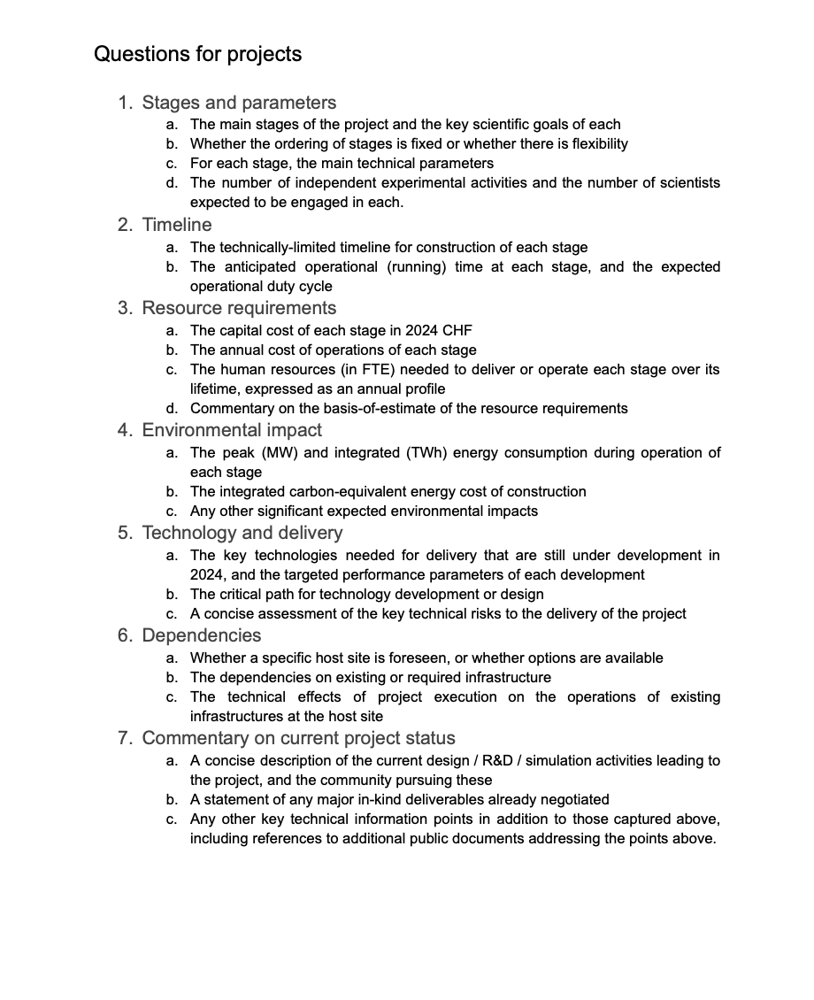 Questions for projects
1. Stages and parameters
a. The main stages of the project and the key scientific goals of each
b. Whether the ordering of stages is fixed or whether there is flexibility
c. For each stage, the main technical parameters
d. The number of independent experimental activities and the number of scientists
expected to be engaged in each.
2. Timeline
a. The technically-limited timeline for construction of each stage
b. The anticipated operational (running) time at each stage, and the expected
operational duty cycle
3. Resource requirements
a. The capital cost of each stage in 2024 CHF
b. The annual cost of operations of each stage
c. The human resources (in FTE) needed to deliver or operate each stage over its
lifetime, expressed as an annual profile
d. Commentary on the basis-of-estimate of the resource requirements
4. Environmental impact
a. The peak (MW) and integrated (TWh) energy consumption during operation of
each stage
b. The integrated carbon-equivalent energy cost of construction
c. Any other significant expected environmental impacts
5. Technology and delivery
a. The key technologies needed for delivery that are still under development in
2024, and the targeted performance parameters of each development
b. The critical path for technology development or design
c. A concise assessment of the key technical risks to the delivery of the project
6. Dependencies
a. Whether a specific host site is foreseen, or whether options are available
b. The dependencies on existing or required infrastructure
c. The technical effects of project execution on the operations of existing
infrastructures at the host site
7. Commentary on current project status
a. A concise description of the current design / R&D / simulation activities leading to
the project, and the community pursuing these
b. A statement of any major in-kind deliverables already negotiated
c. Any other key technical information points in addition to those captured above,
including references to additional public documents addressing the points above.